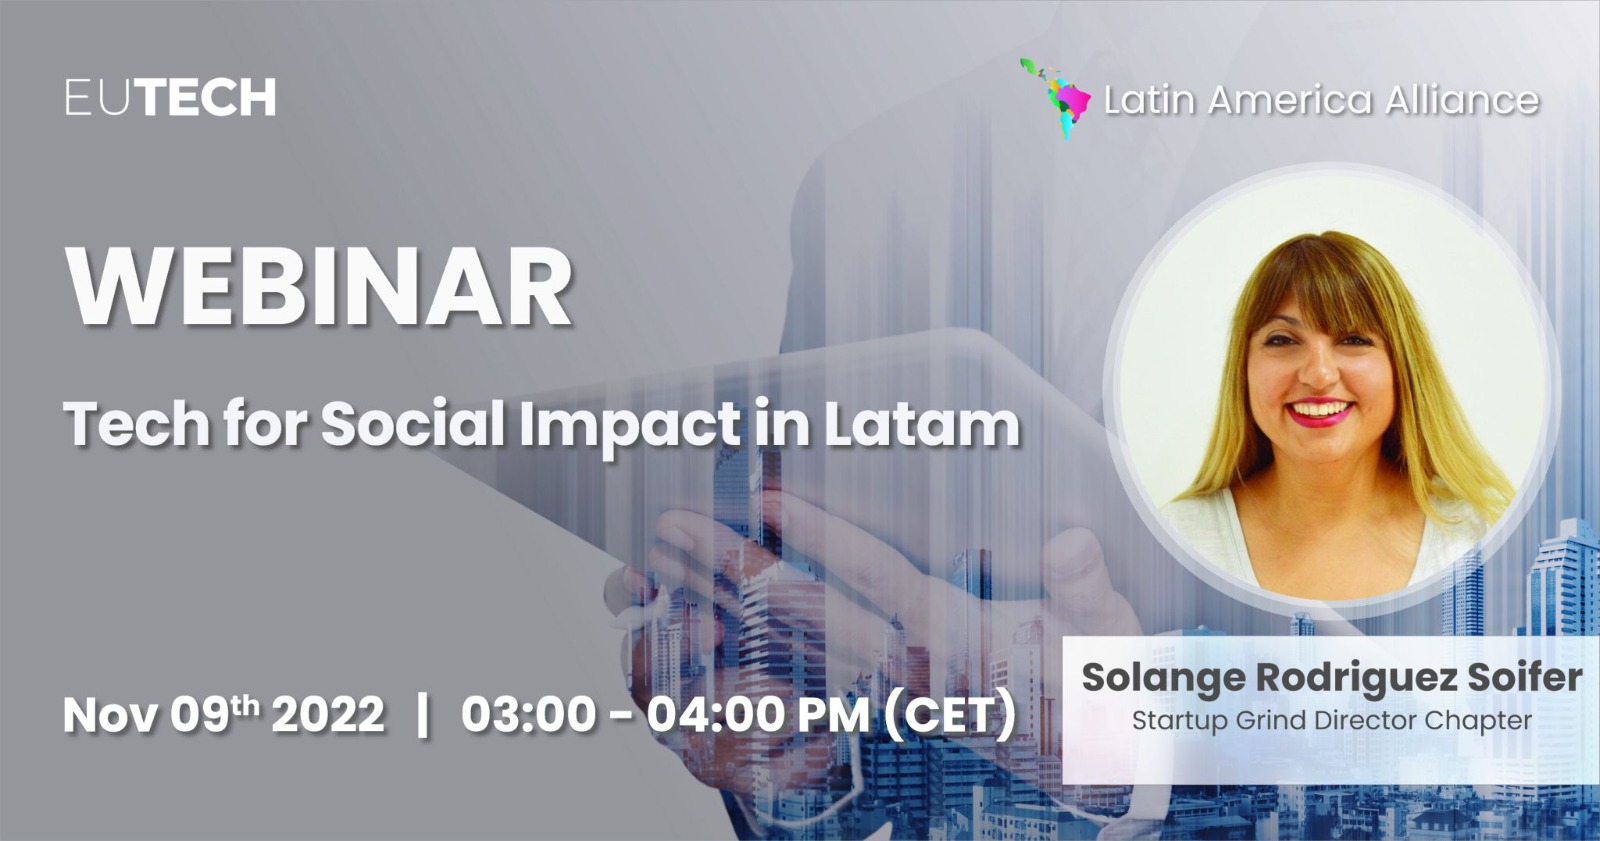 EUTECH
Latin America Alliance
WEBINAR
Tech for Social Impact in Latam
Nov 09th 2022 | 03:00 - 04:00 PM (CET)
Solange Rodriguez Soifer
Startup Grind Director Chapter